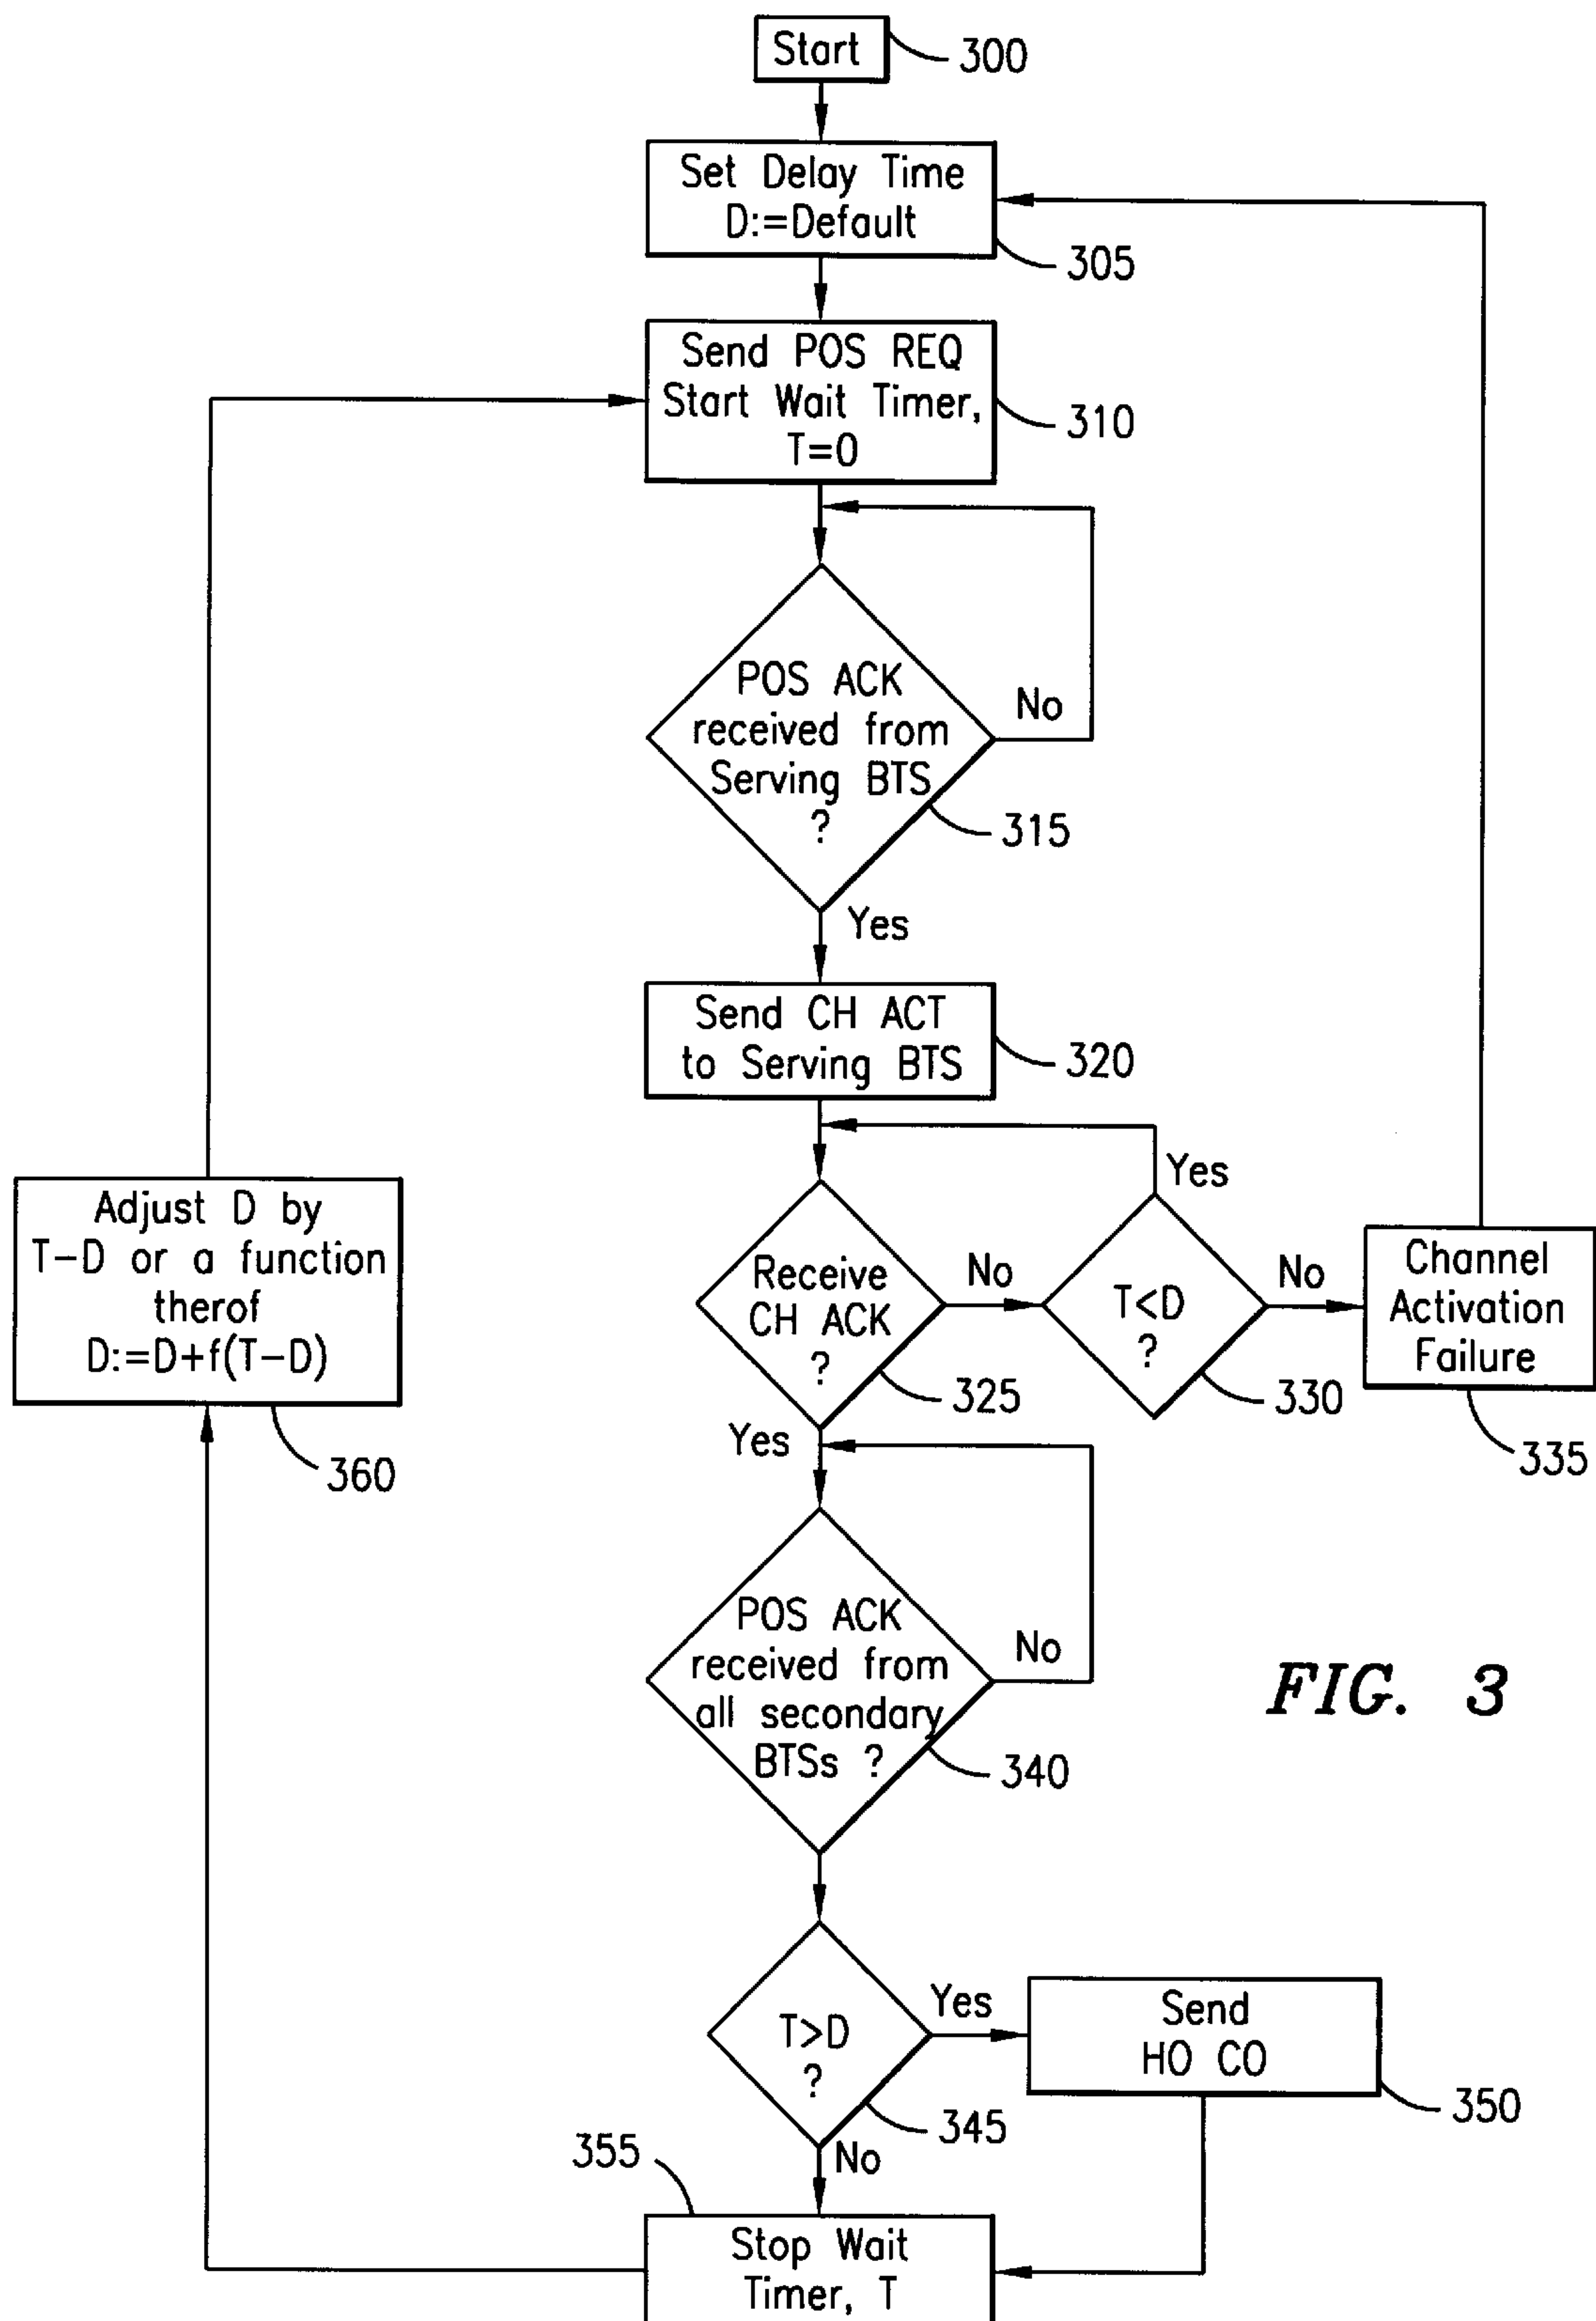 Start
300
Set Delay Time
D:=Default
305
Send POS REQ
Start Wait Timer,
T=0
310
POS ACK
received from
Serving BTS
?
No
315
Yes
Send CH ACT
to Serving BTS
320
Yes
Adjust D by
T-D or a function
therof
D:=D+f(T-D)
360
Receive
CH ACK
?
No
325
T<D
?
No
330
Channel
Activation
Failure
335
Yes
POS ACK
received from
all secondary
BTSs ?
No
340
FIG. 3
T>D
?
Yes
345
Send
HO CO
350
No
355
Stop Wait
Timer, T